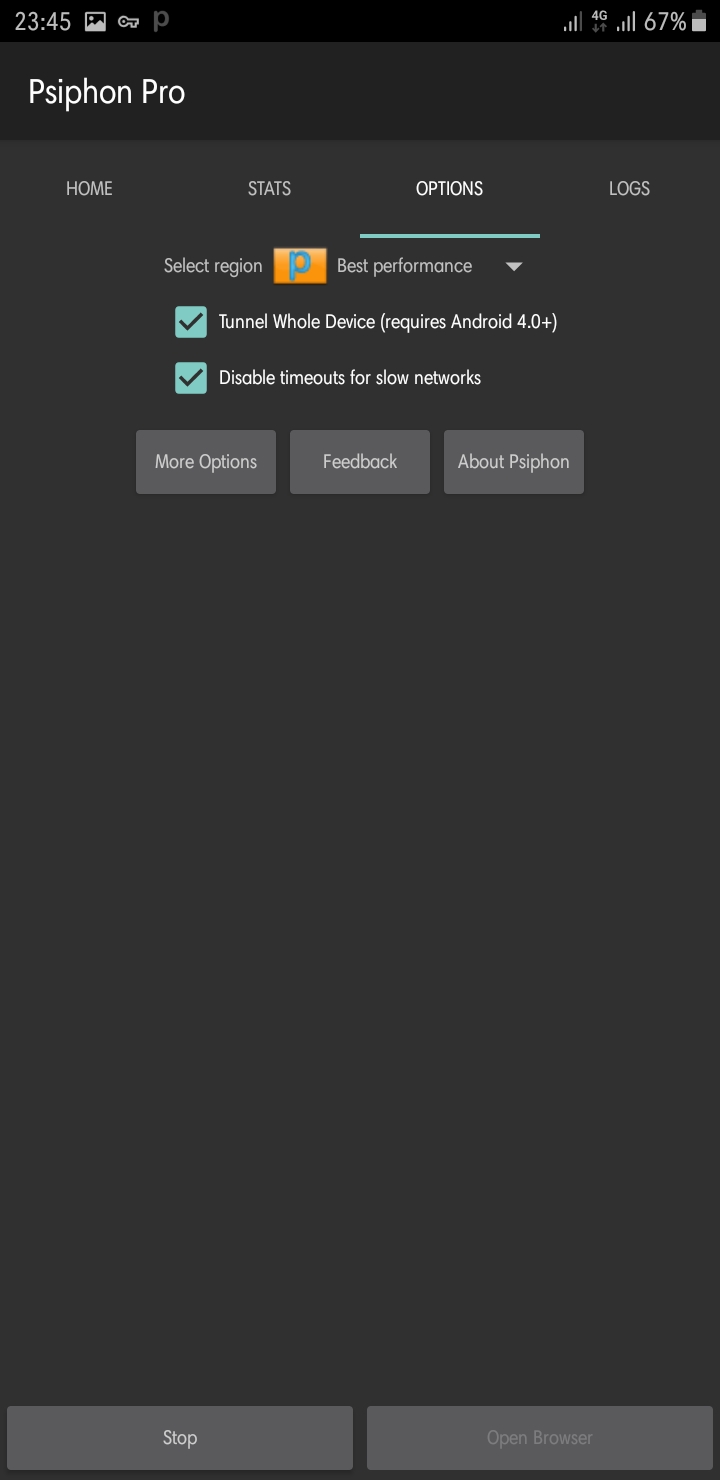 23:45 p 4G 67%
Psiphon Pro
HOME STATS OPTIONS LOGS
Select region p Best performance
Tunnel Whole Device (requires Android 4.0+)
Disable timeouts for slow networks
More Options Feedback About Psiphon
Stop Open Browser